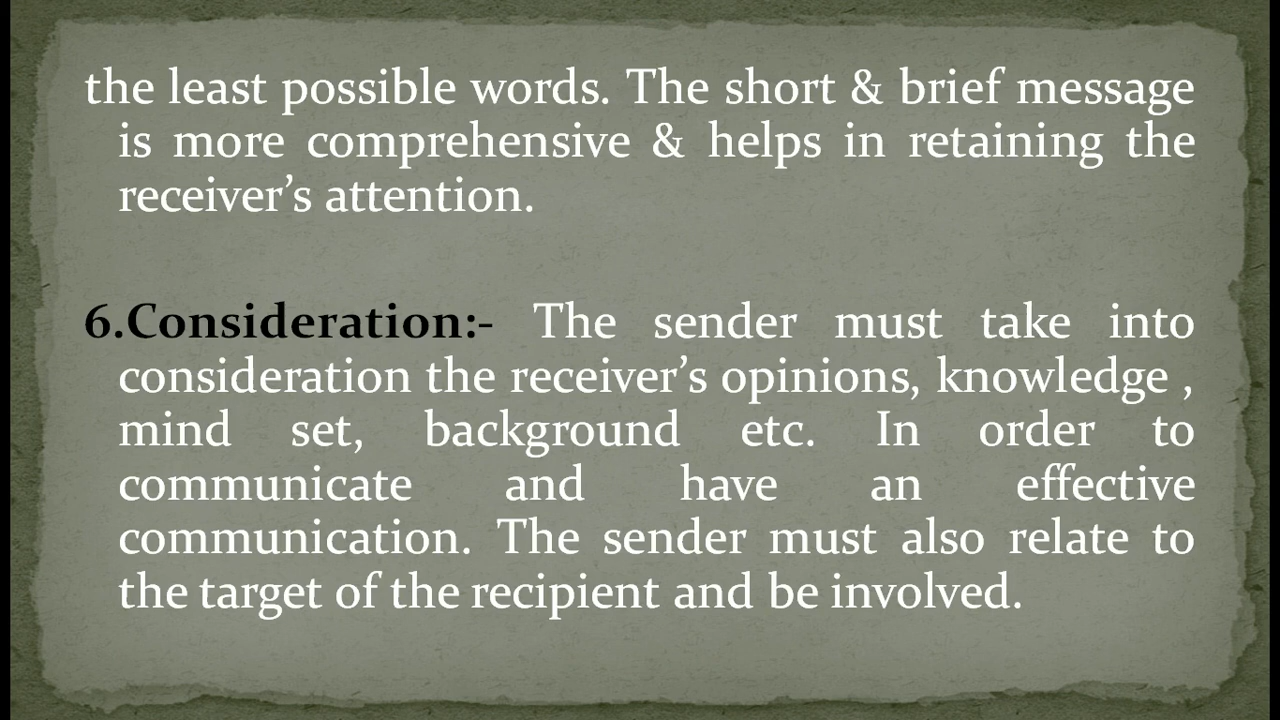 the least possible words. The short & brief message
is more comprehensive & helps in retaining the
receiver’s attention.
6.Consideration:- The sender must take into
consideration the receiver’s opinions, knowledge ,
mind set, background etc. In order to
communicate and have an effective
communication. The sender must also relate to
the target of the recipient and be involved.